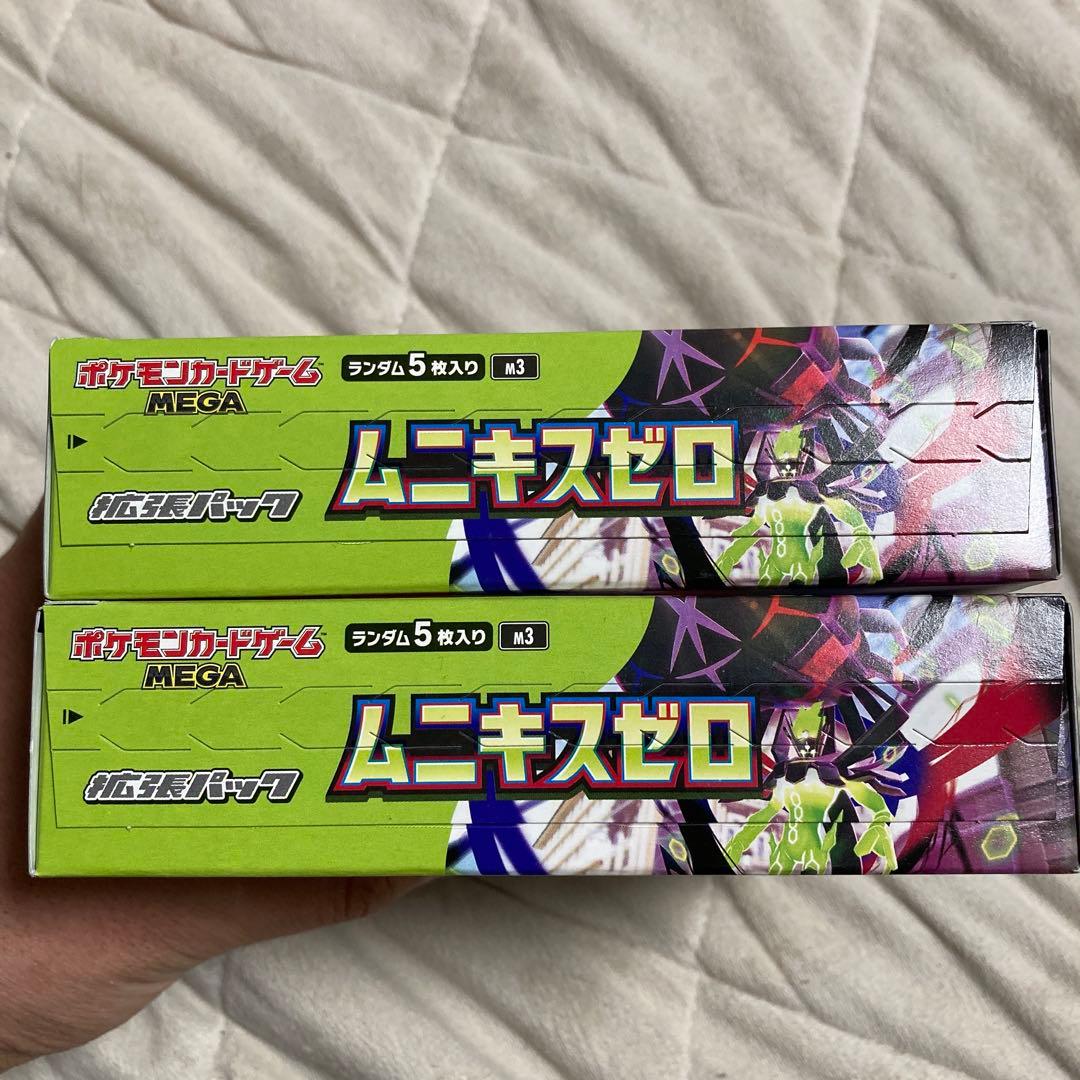 ポケモンカードゲーム
MEGA
ランダム5枚入り M3
ムニキスゼロ
拡張パック
ポケモンカードゲーム
MEGA
ランダム5枚入り M3
ムニキスゼロ
拡張パック